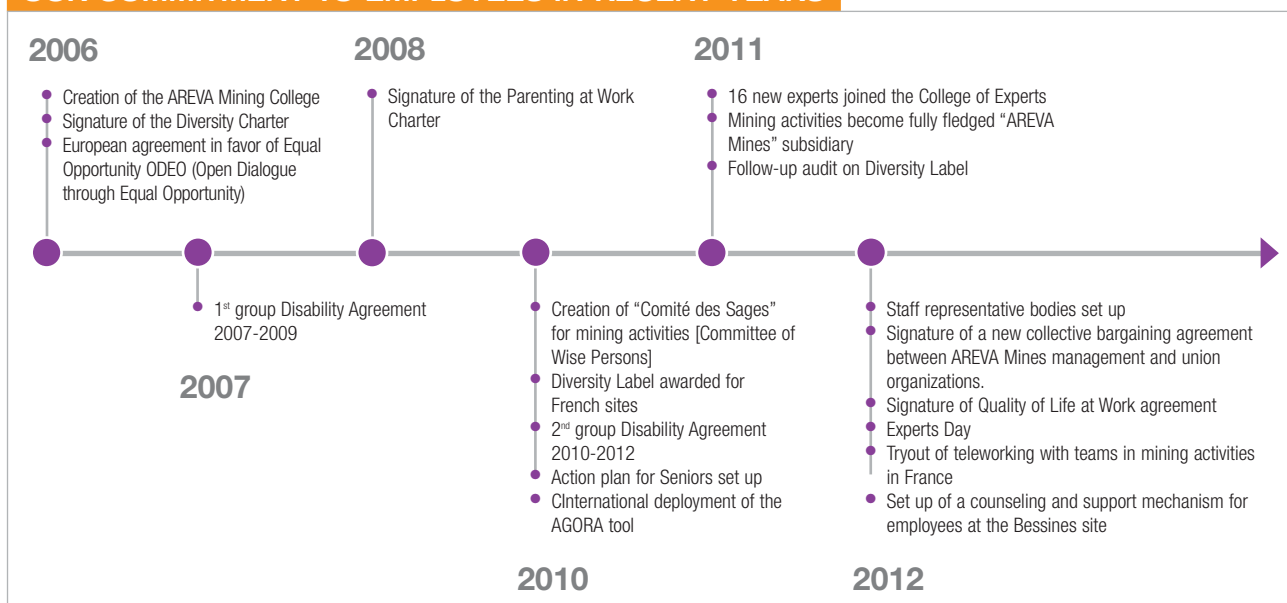 OUR COMMITMENT TO EMPLOYEES IN RECENT YEARS
2006
Creation of the AREVA Mining College
Signature of the Diversity Charter
European agreement in favor of Equal
Opportunity ODEO (Open Dialogue
through Equal Opportunity)
2008
Signature of the Parenting at Work
Charter
2011
16 new experts joined the College of Experts
Mining activities become fully fledged “AREVA
Mines” subsidiary
Follow-up audit on Diversity Label
1st group Disability Agreement
2007-2009
2007
Creation of “Comité des Sages”
for mining activities [Committee of
Wise Persons]
Diversity Label awarded for
French sites
2nd group Disability Agreement
2010-2012
Action plan for Seniors set up
CInternational deployment of the
AGORA tool
2010
Staff representative bodies set up
Signature of a new collective bargaining agreement
between AREVA Mines management and union
organizations.
Signature of Quality of Life at Work agreement
Experts Day
Tryout of teleworking with teams in mining activities
in France
Set up of a counseling and support mechanism for
employees at the Bessines site
2012